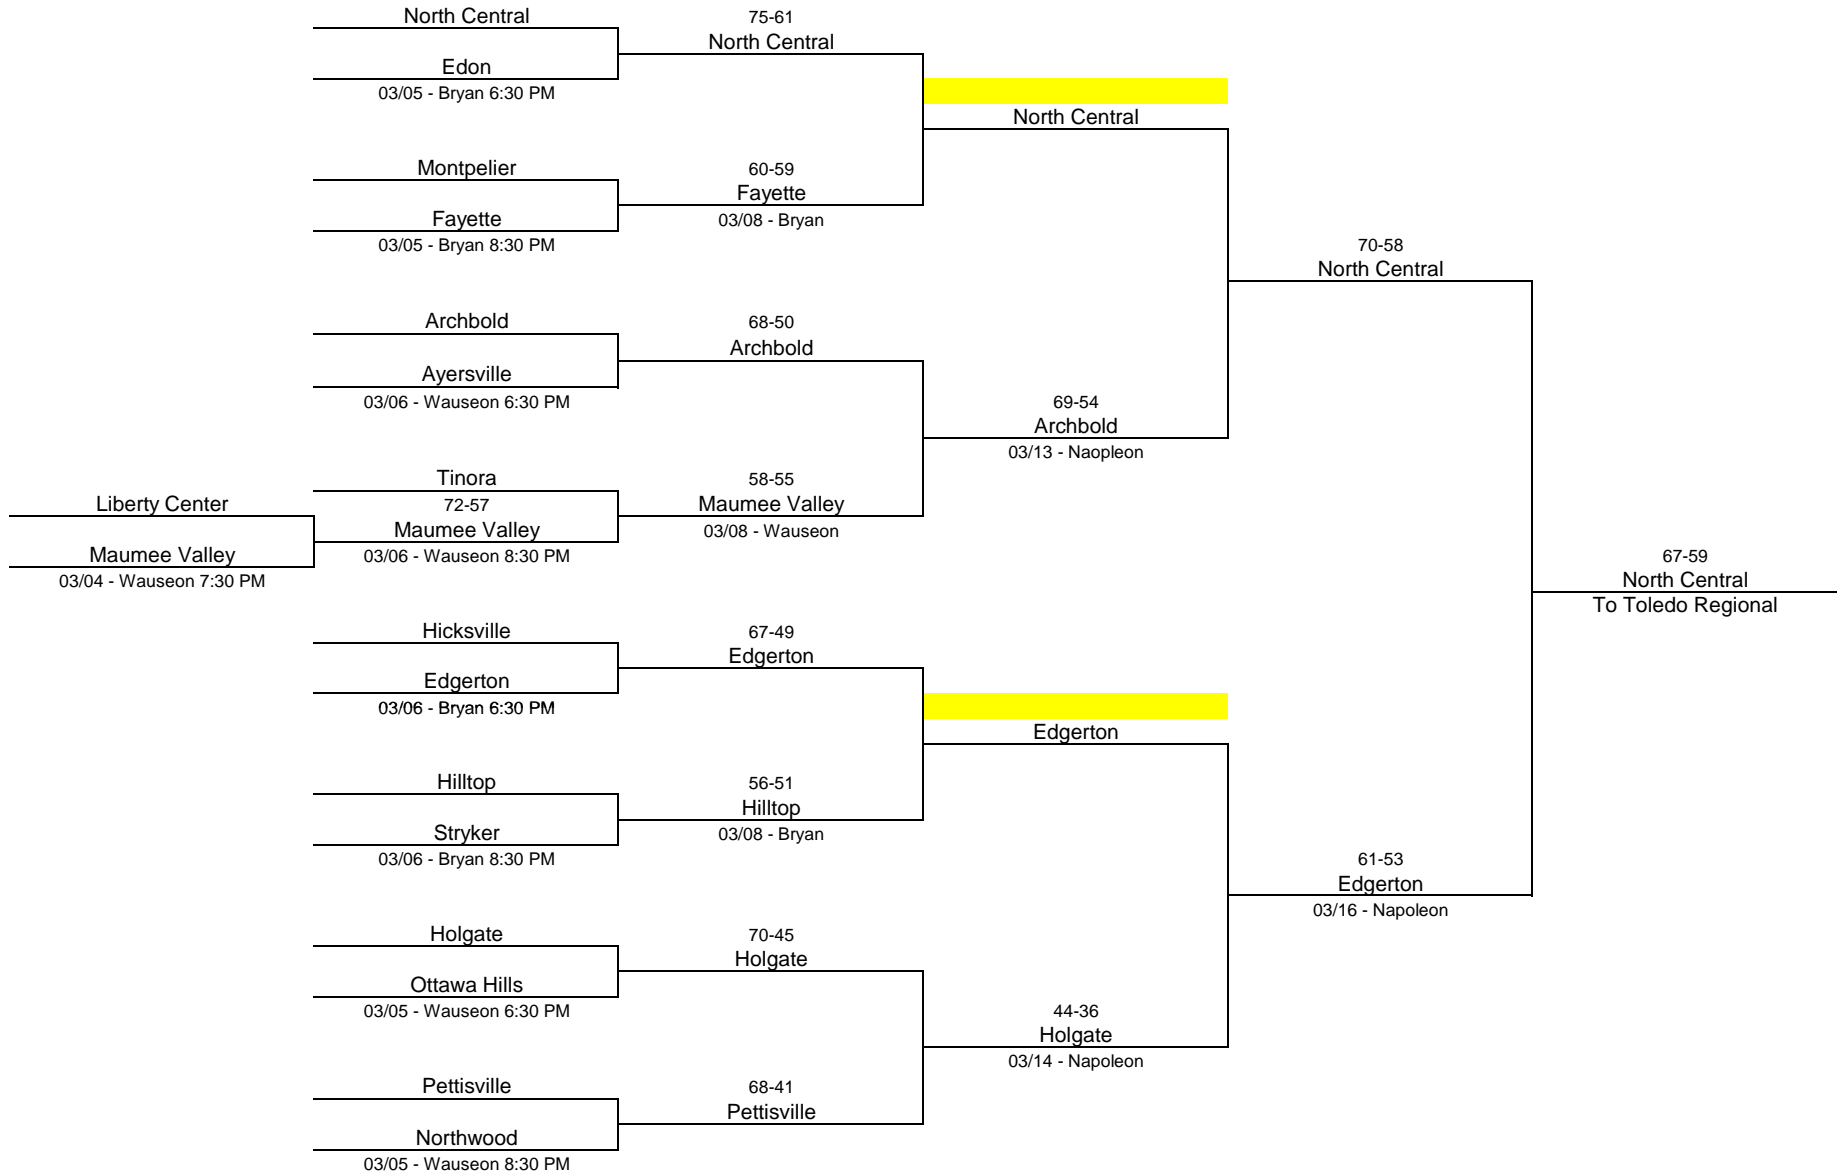 North Central
75-61
North Central
Edon
03/05 - Bryan 6:30 PM
North Central
Montpelier
60-59
Fayette
Fayette
03/08 - Bryan
03/05 - Bryan 8:30 PM
70-58
North Central
Archbold
68-50
Archbold
Ayersville
03/06 - Wauseon 6:30 PM
69-54
Archbold
03/13 - Naopleon
Tinora
58-55
Liberty Center
72-57
Maumee Valley
Maumee Valley
03/08 - Wauseon
Maumee Valley
03/06 - Wauseon 8:30 PM
67-59
03/04 - Wauseon 7:30 PM
North Central
To Toledo Regional
Hicksville
67-49
Edgerton
Edgerton
03/06 - Bryan 6:30 PM
Edgerton
Hilltop
56-51
Hilltop
Stryker
03/08 - Bryan
03/06 - Bryan 8:30 PM
61-53
Edgerton
03/16 - Napoleon
Holgate
70-45
Holgate
Ottawa Hills
03/05 - Wauseon 6:30 PM
44-36
Holgate
03/14 - Napoleon
Pettisville
68-41
Pettisville
Northwood
03/05 - Wauseon 8:30 PM